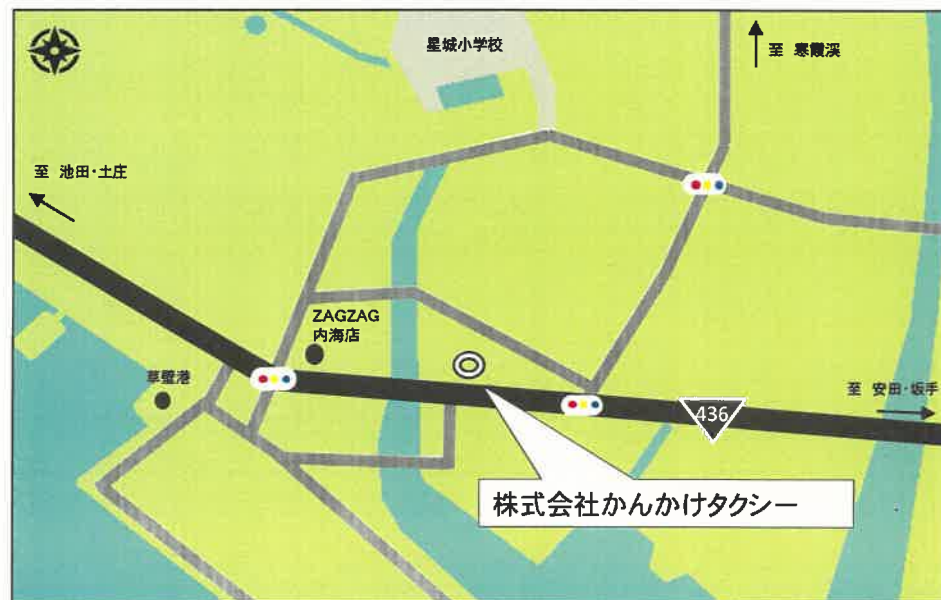 星城小学校
至 寒霞渓
至 池田・土庄
ZAGZAG
内海店
草壁港
至 安田・坂手
436
株式会社かんかけタクシー